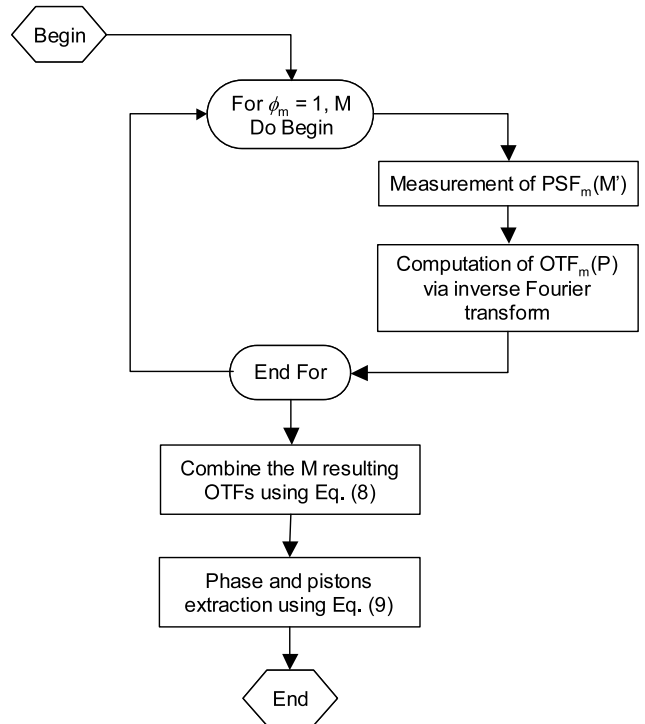 Begin
For ϕₘ = 1, M
Do Begin
Measurement of PSFₘ(M’)
Computation of OTFₘ(P)
via inverse Fourier
transform
End For
Combine the M resulting
OTFs using Eq. (8)
Phase and pistons
extraction using Eq. (9)
End